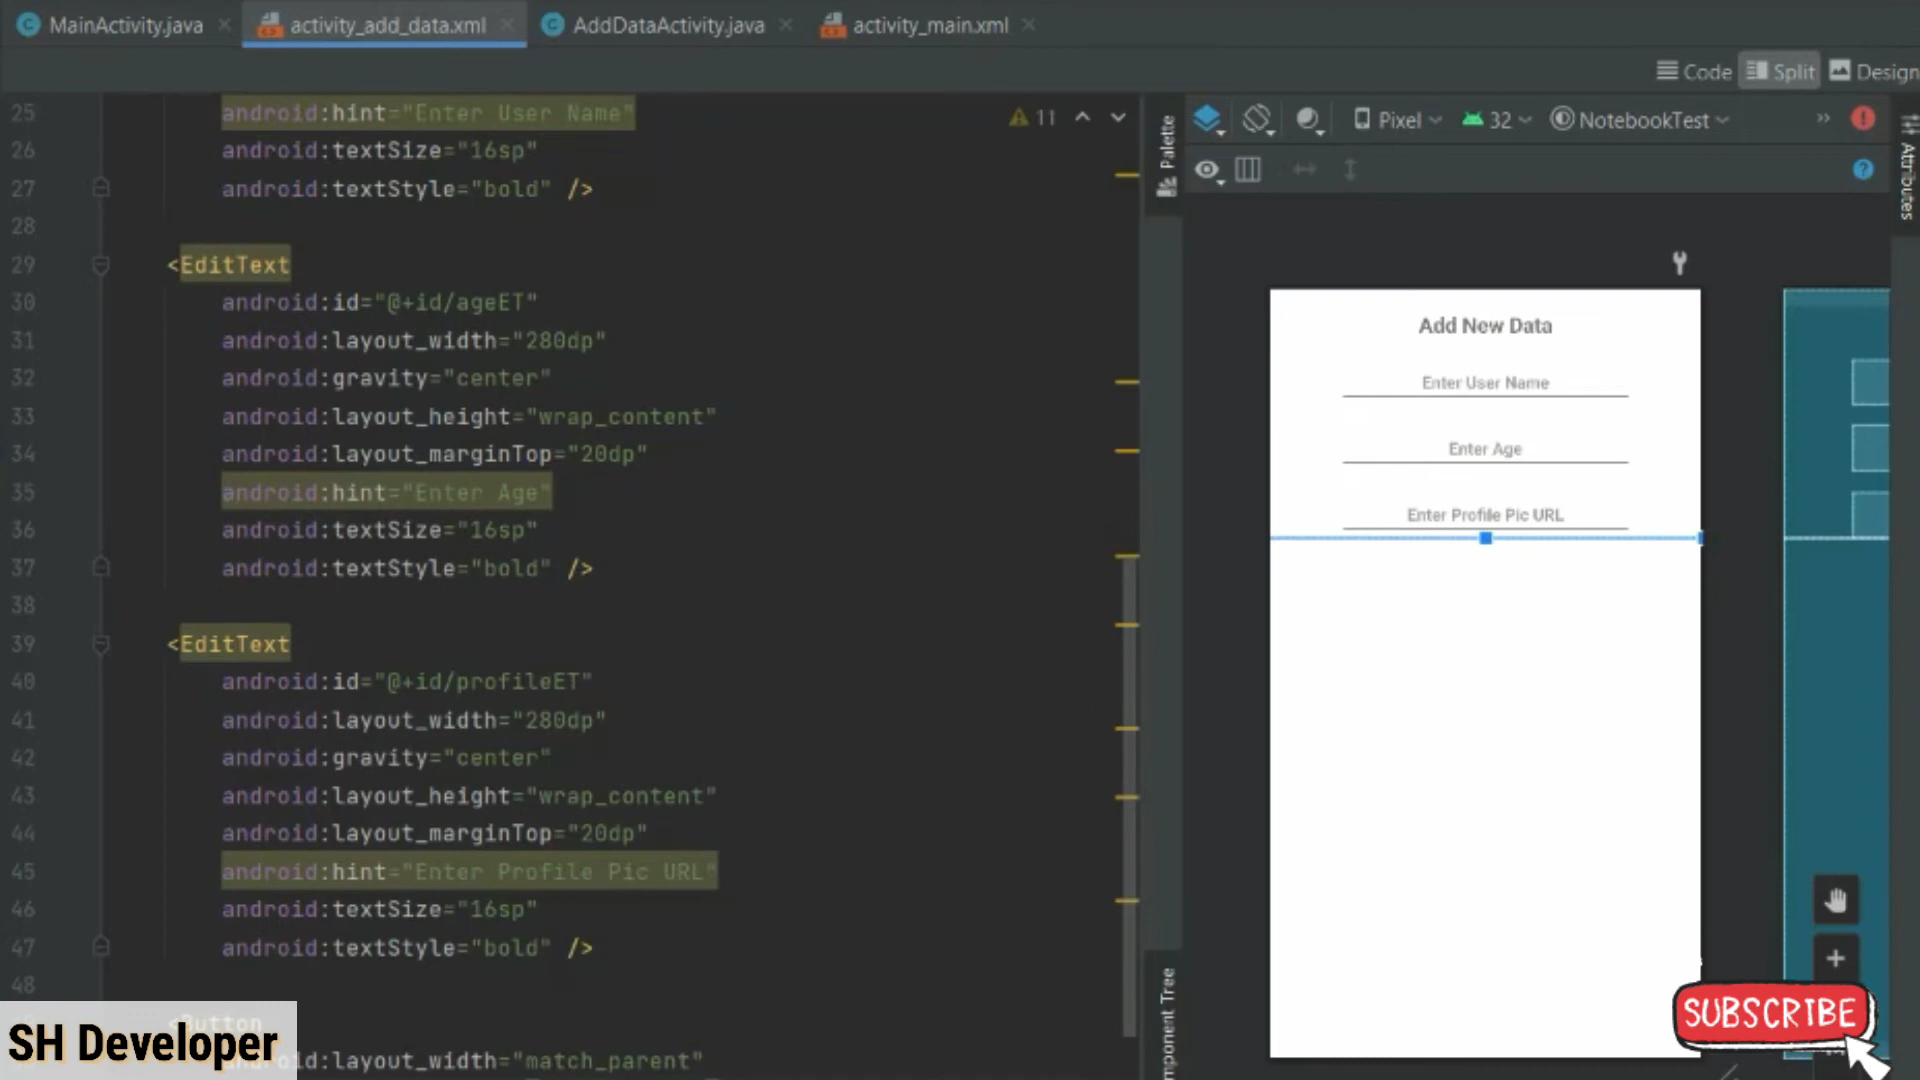 MainActivity.java
activity_add_data.xml
AddDataActivity.java
activity_main.xml
Code
Split
Design
25 android:hint="Enter User Name"
26 android:textSize="16sp"
27 android:textStyle="bold" />
28
29 <EditText
30 android:id="@+id/ageET"
31 android:layout_width="280dp"
32 android:gravity="center"
33 android:layout_height="wrap_content"
34 android:layout_marginTop="20dp"
35 android:hint="Enter Age"
36 android:textSize="16sp"
37 android:textStyle="bold" />
38
39 <EditText
40 android:id="@+id/profileET"
41 android:layout_width="280dp"
42 android:gravity="center"
43 android:layout_height="wrap_content"
44 android:layout_marginTop="20dp"
45 android:hint="Enter Profile Pic URL"
46 android:textSize="16sp"
47 android:textStyle="bold" />
48
<Button
android:layout_width="match_parent"
SH Developer
11
Palette
mponent Tree
Pixel
32
NotebookTest
Attributes
Add New Data
Enter User Name
Enter Age
Enter Profile Pic URL
SUBSCRIBE